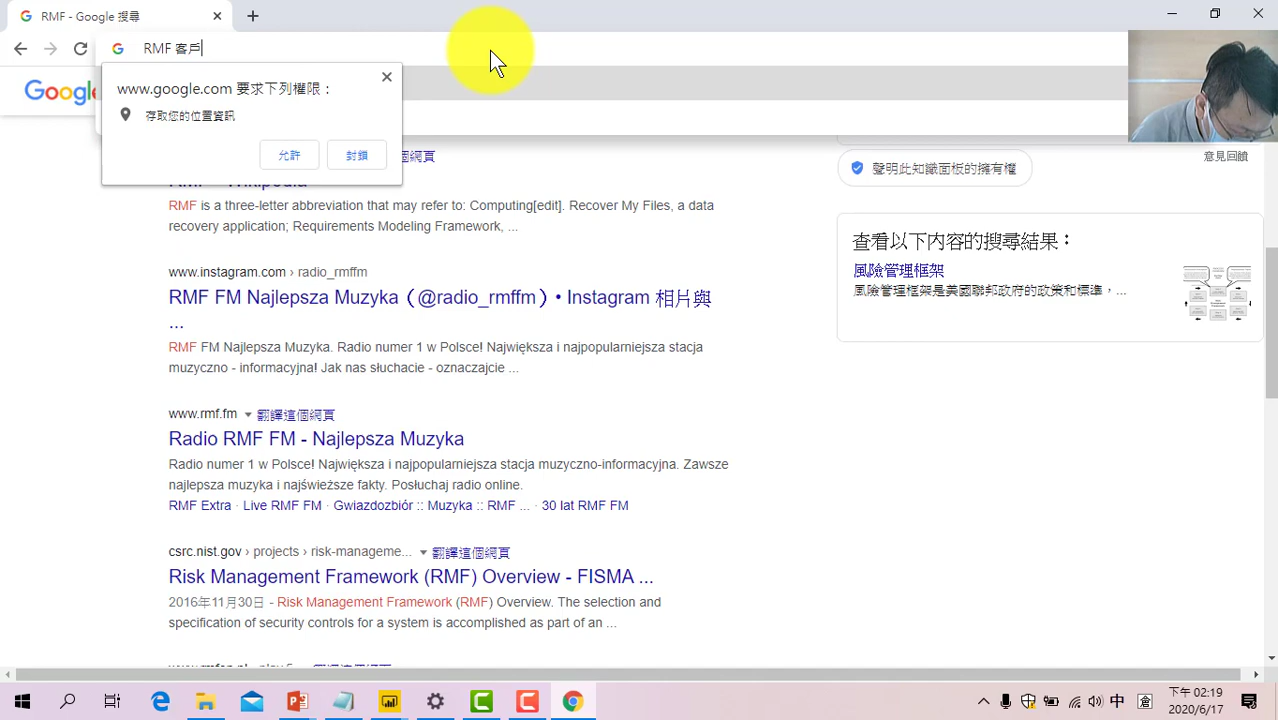 RMF - Google 搜尋
RMF 客戶
Google
www.google.com 要求下列權限：
存取您的位置資訊
允許
封鎖
個網頁
RMF - Wikipedia
RMF is a three-letter abbreviation that may refer to: Computing[edit]. Recover My Files, a data
recovery application; Requirements Modeling Framework, ...
www.instagram.com › radio_rmffm
RMF FM Najlepsza Muzyka（@radio_rmffm）• Instagram 相片與
...
RMF FM Najlepsza Muzyka. Radio numer 1 w Polsce! Największa i najpopularniejsza stacja
muzyczno - informacyjna! Jak nas słuchacie - oznaczajcie ...
www.rmf.fm
翻譯這個網頁
Radio RMF FM - Najlepsza Muzyka
Radio numer 1 w Polsce! Największa i najpopularniejsza stacja muzyczno-informacyjna. Zawsze
najlepsza muzyka i najświeższe fakty. Posłuchaj radio online.
RMF Extra · Live RMF FM · Gwiazdozbiór :: Muzyka :: RMF ... · 30 lat RMF FM
csrc.nist.gov › projects › risk-manageme...
翻譯這個網頁
Risk Management Framework (RMF) Overview - FISMA ...
2016年11月30日 - Risk Management Framework (RMF) Overview. The selection and
specification of security controls for a system is accomplished as part of an ...
聲明此知識面板的擁有權
意見回饋
查看以下內容的搜尋結果：
風險管理框架
風險管理框架是美國聯邦政府的政策和標準，...
中
倉
下午 02:19
2020/6/17